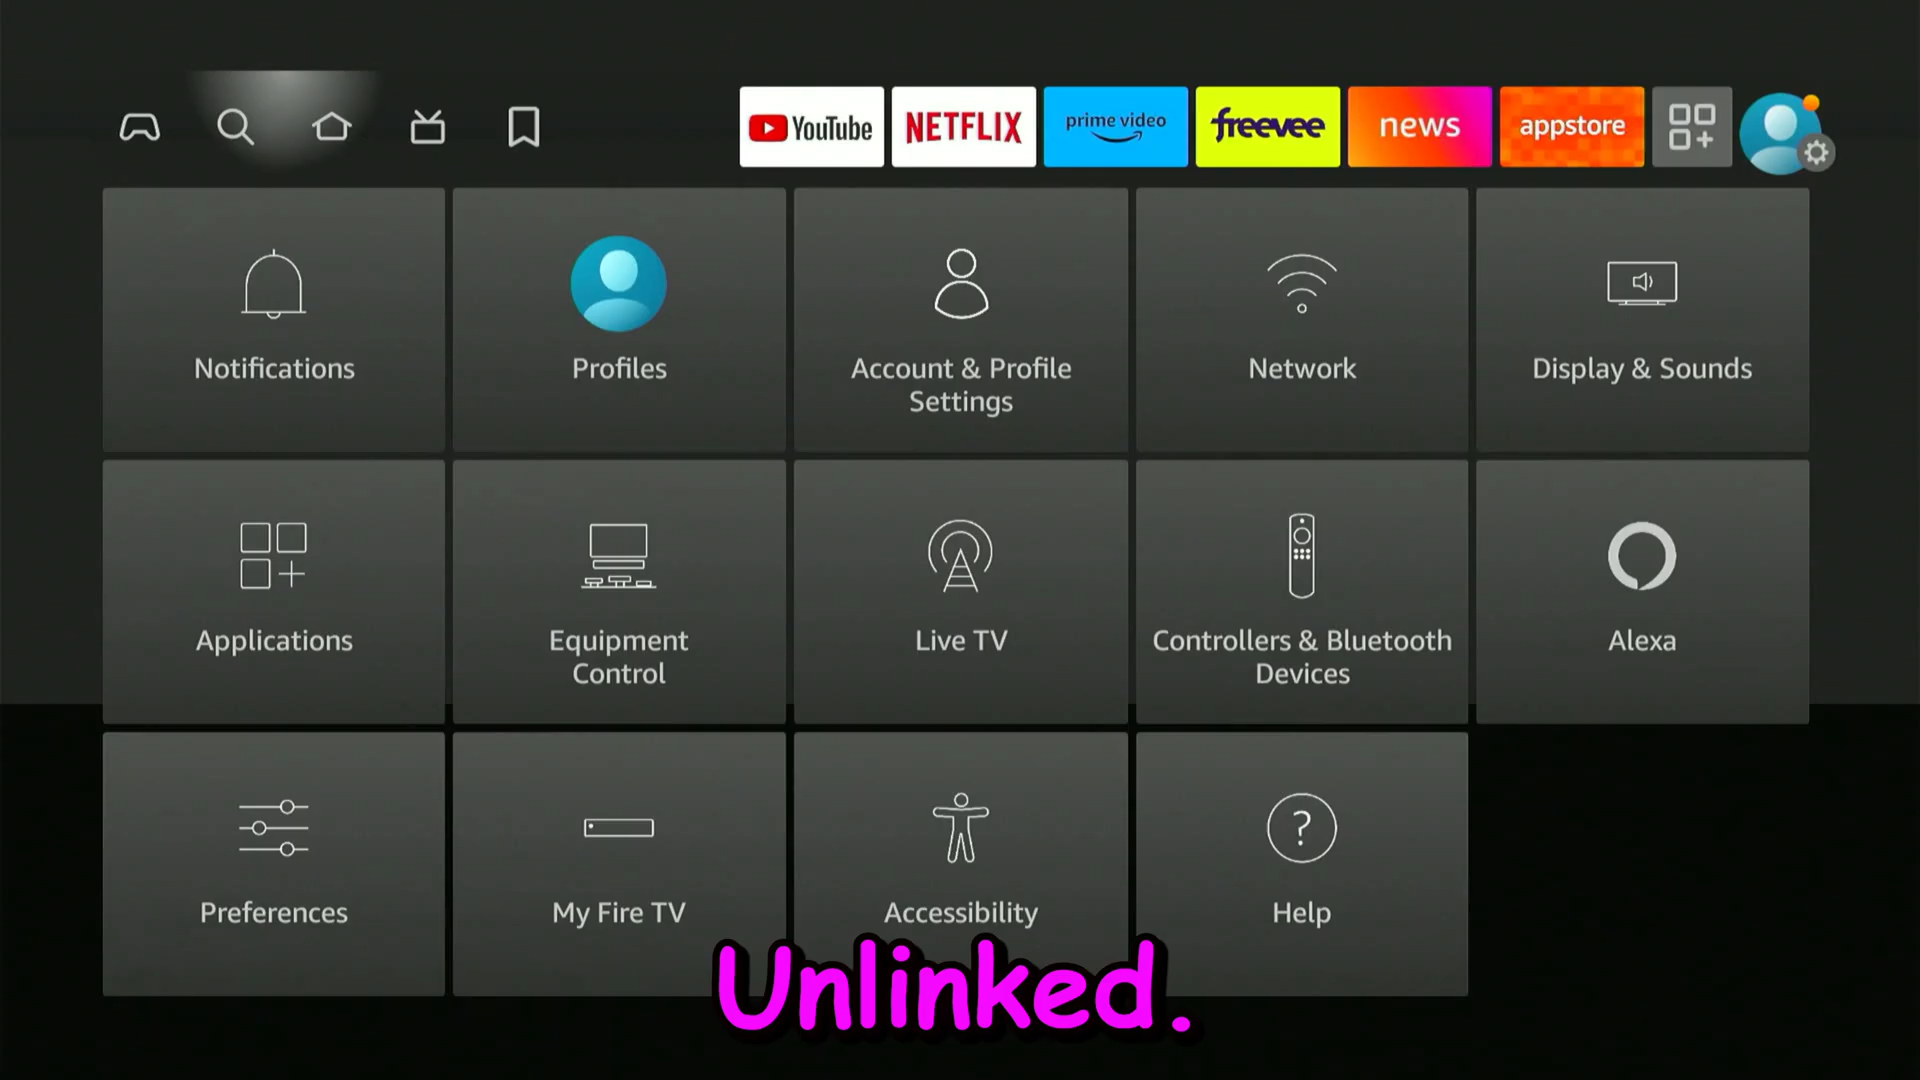 YouTube
NETFLIX
prime video
freevee
news
appstore
Notifications
Profiles
Account & Profile
Settings
Network
Display & Sounds
Applications
Equipment
Control
Live TV
Controllers & Bluetooth
Devices
Alexa
Preferences
My Fire TV
Accessibility
?
Help
Unlinked.